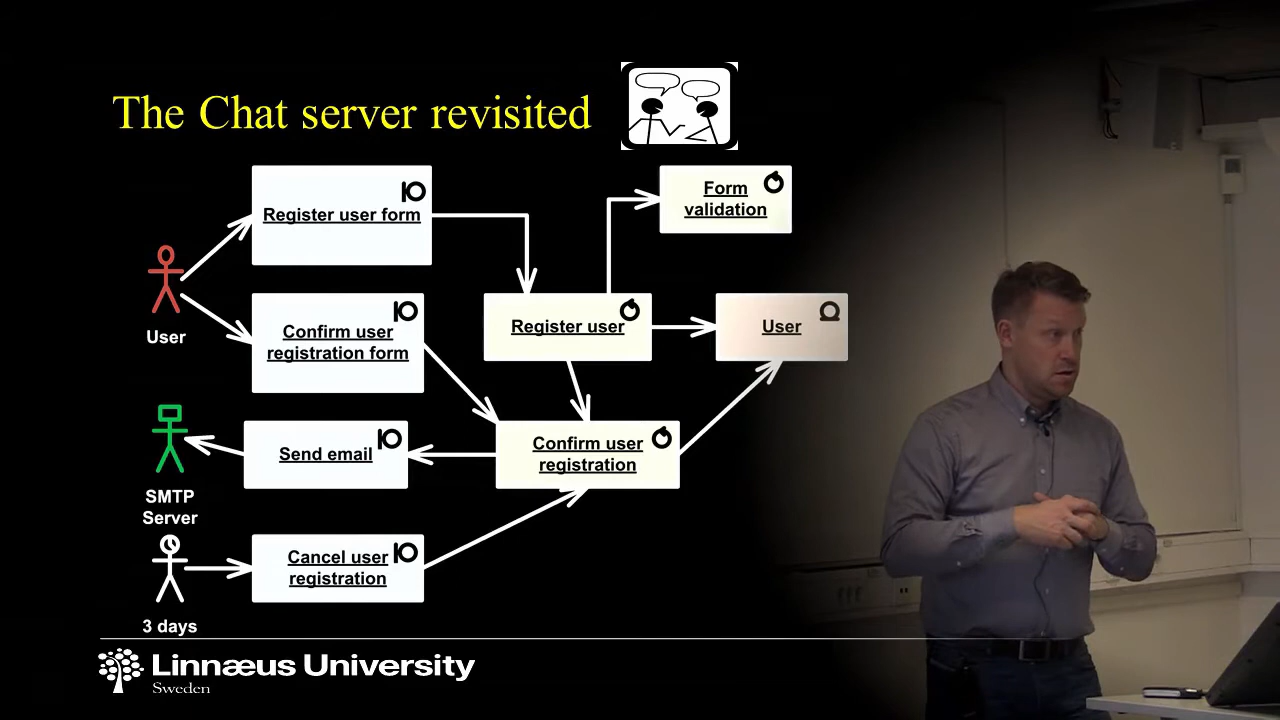 The Chat server revisited
Register user form
Form
validation
User
Confirm user
registration form
Register user
User
Send email
Confirm user
registration
SMTP
Server
Cancel user
registration
3 days
Linnæus University
Sweden